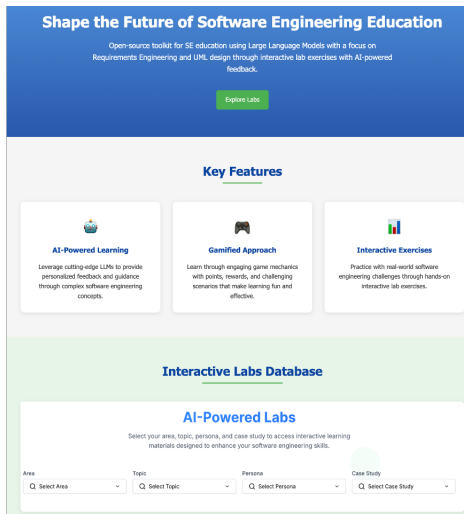 Shape the Future of Software Engineering Education
Open-source toolkit for SE education using Large Language Models with a focus on
Requirements Engineering and UML design through interactive lab exercises with AI-powered
feedback.
Explore Labs
Key Features
AI-Powered Learning
Leverage cutting-edge LLMs to provide
personalized feedback and guidance
through complex software engineering
concepts.
Gamified Approach
Learn through engaging game mechanics
with points, rewards, and challenging
scenarios that make learning fun and
effective.
Interactive Exercises
Practice with real-world software
engineering challenges through hands-on
interactive lab exercises.
Interactive Labs Database
AI-Powered Labs
Select your area, topic, persona, and case study to access interactive learning
materials designed to enhance your software engineering skills.
Area
Select Area
Topic
Select Topic
Persona
Select Persona
Case Study
Select Case Study